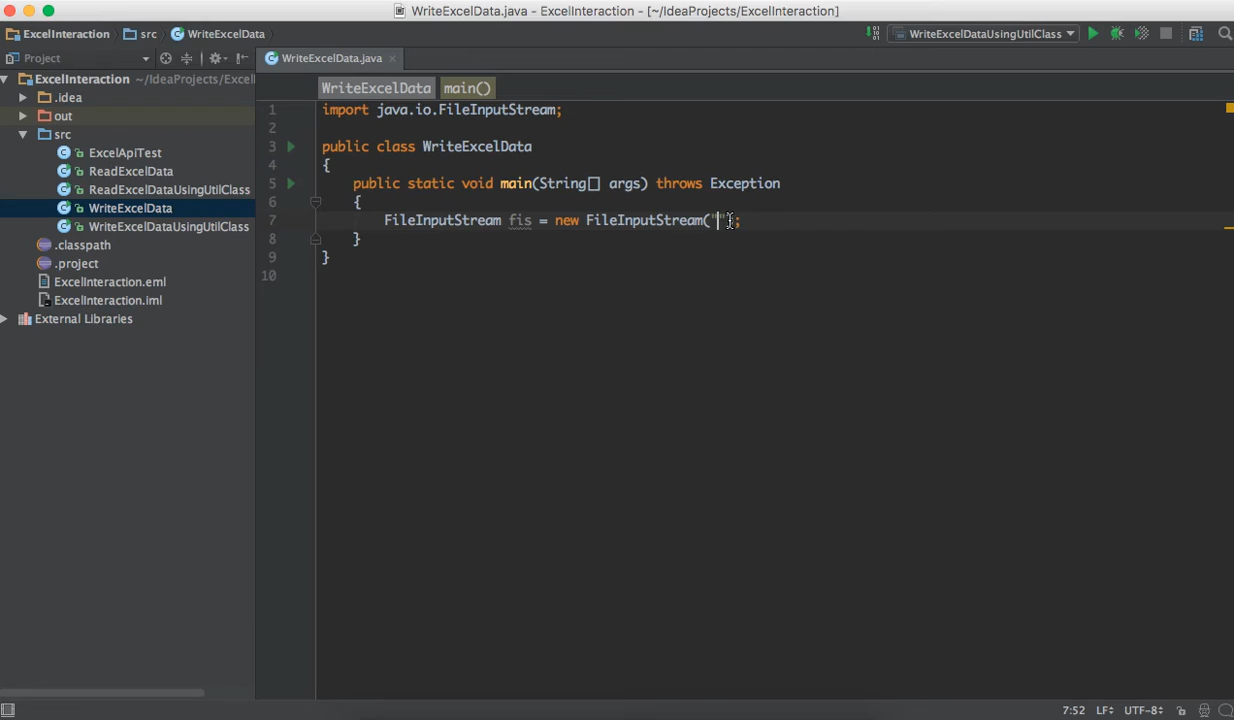 WriteExcelData.java - ExcelInteraction - [~/IdeaProjects/ExcelInteraction]
ExcelInteraction src WriteExcelData WriteExcelDataUsingUtilClass
Project WriteExcelData.java
WriteExcelData main()
ExcelInteraction ~/IdeaProjects/Excel
.idea
out
src
ExcelApiTest
ReadExcelData
ReadExcelDataUsingUtilClass
WriteExcelData
WriteExcelDataUsingUtilClass
.classpath
.project
ExcelInteraction.eml
ExcelInteraction.iml
External Libraries
1 import java.io.FileInputStream;
2
3 public class WriteExcelData
4 {
5 public static void main(String[] args) throws Exception
6 {
7 FileInputStream fis = new FileInputStream("");
8 }
9 }
10
7:52 LF UTF-8